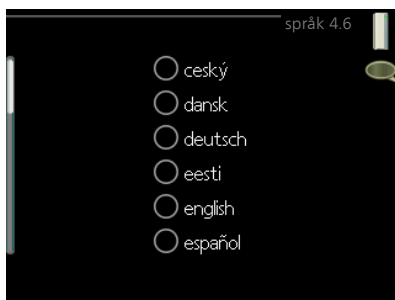 språk 4.6
ceský
dansk
deutsch
eesti
english
español